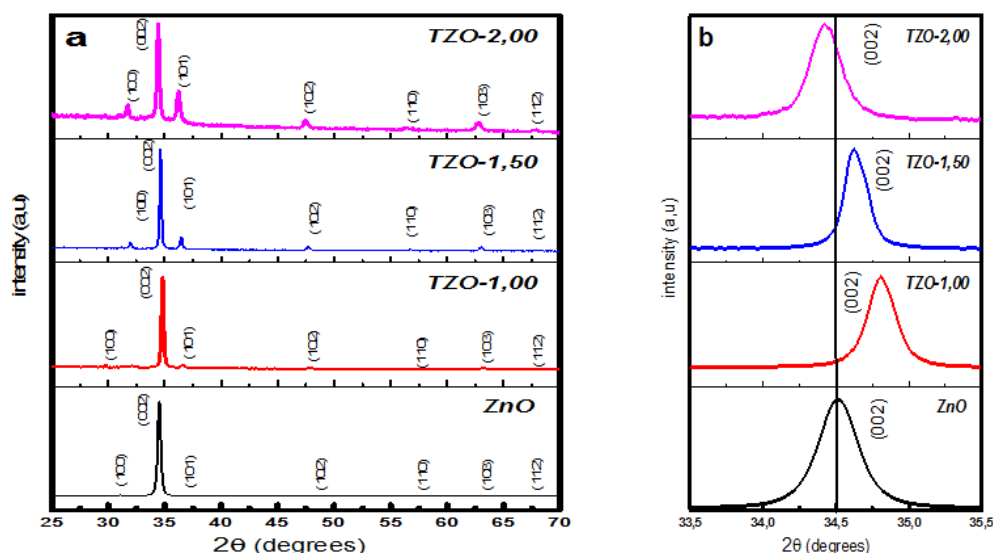 a
(002)
TZO-2,00
(100)
(101)
(102)
(110)
(103)
(112)
(002)
TZO-1,50
(100)
(101)
(102)
(110)
(103)
(112)
(002)
TZO-1,00
(100)
(101)
(102)
(110)
(103)
(112)
(002)
ZnO
(100)
(101)
(102)
(110)
(103)
(112)
25 30 35 40 45 50 55 60 65 70
2θ (degrees)
intensity (a,u)
b
TZO-2,00
(002)
TZO-1,50
(002)
TZO-1,00
(002)
ZnO
(002)
33,5 34,0 34,5 35,0 35,5
2θ (degrees)
intensity (a,u)